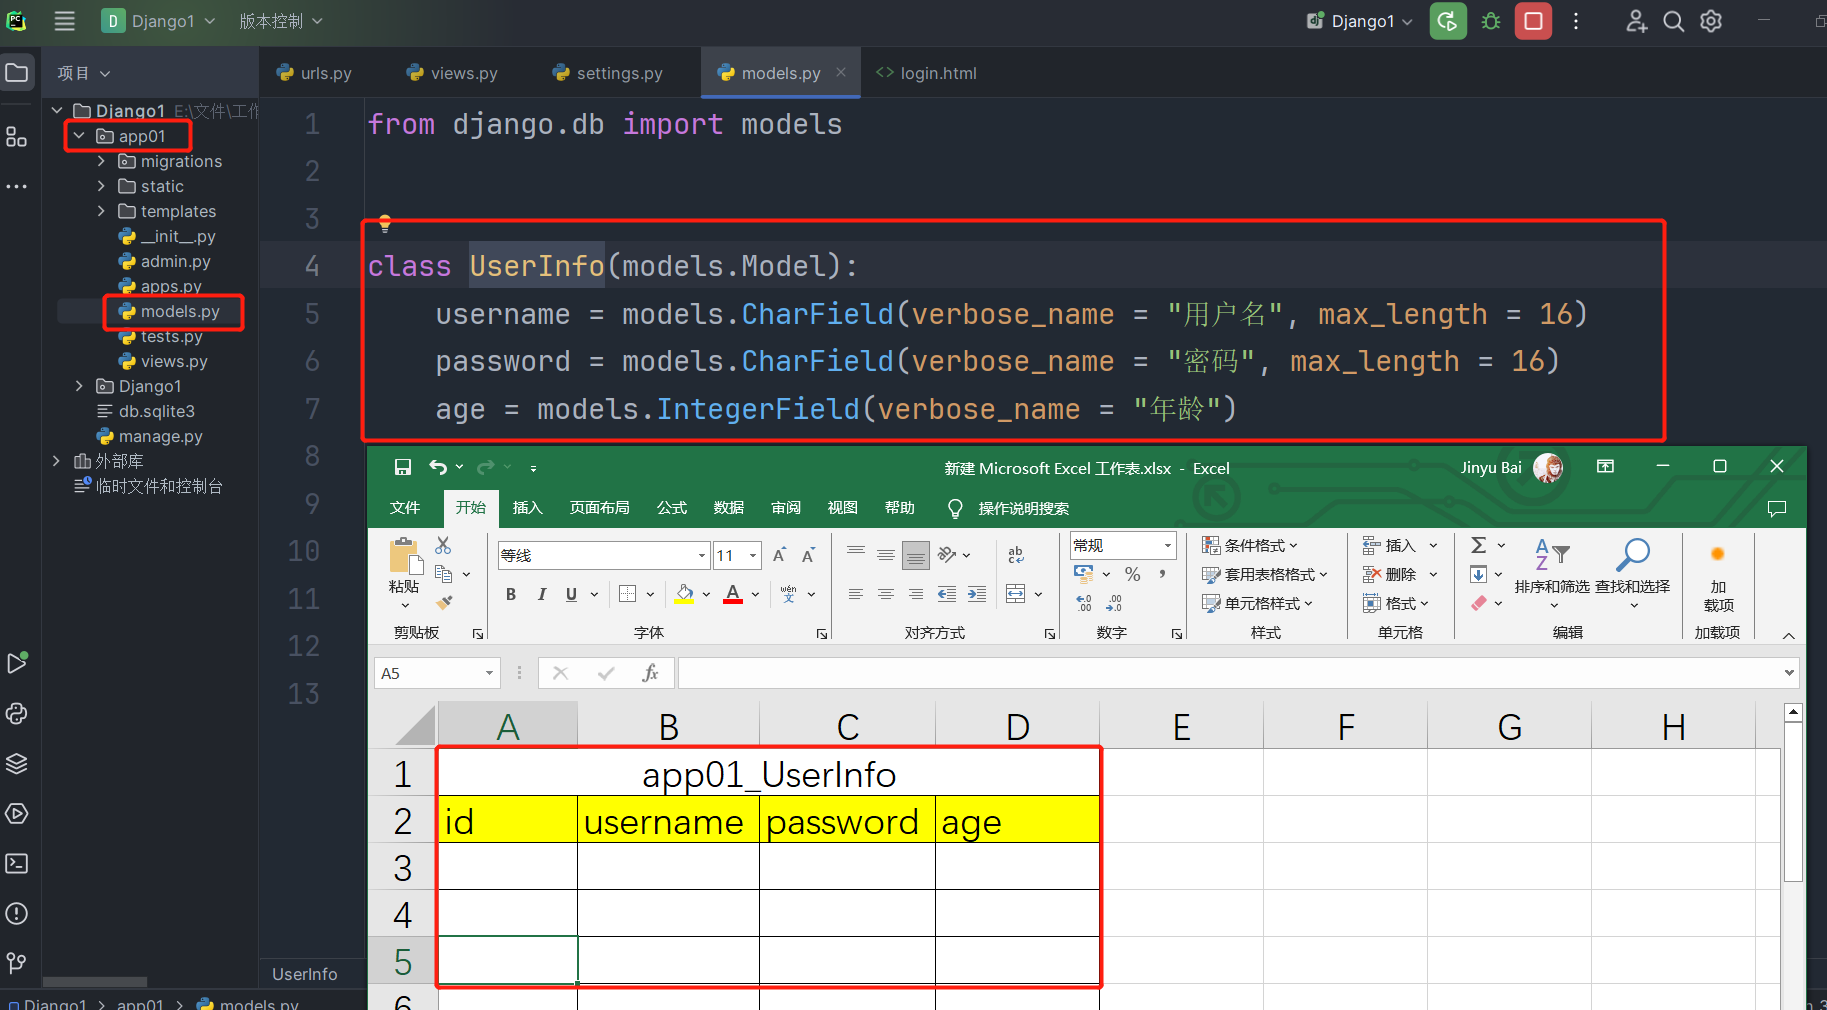 D Django1 版本控制 Django1
项目 urls.py views.py settings.py models.py login.html
Django1 E:\文件\工作
app01
migrations
static
templates
__init__.py
admin.py
apps.py
models.py
tests.py
views.py
Django1
db.sqlite3
manage.py
外部库
临时文件和控制台
1 from django.db import models
2
3
4 class UserInfo(models.Model):
5 username = models.CharField(verbose_name = "用户名", max_length = 16)
6 password = models.CharField(verbose_name = "密码", max_length = 16)
7 age = models.IntegerField(verbose_name = "年龄")
8
9
10
11
12
13
新建 Microsoft Excel 工作表.xlsx - Excel Jinyu Bai
文件 开始 插入 页面布局 公式 数据 审阅 视图 帮助 操作说明搜索
等线 11 A A ab 常规 条件格式 插入 Σ
粘贴 % 套用表格格式 删除 排序和筛选 查找和选择 加载项
B I U A wén 文 单元格样式 格式
剪贴板 字体 对齐方式 数字 样式 单元格 编辑 加载项
A5 fx
A B C D E F G H
1 app01_UserInfo
2 id username password age
3
4
5
6
UserInfo
Django1 > app01 > models.py